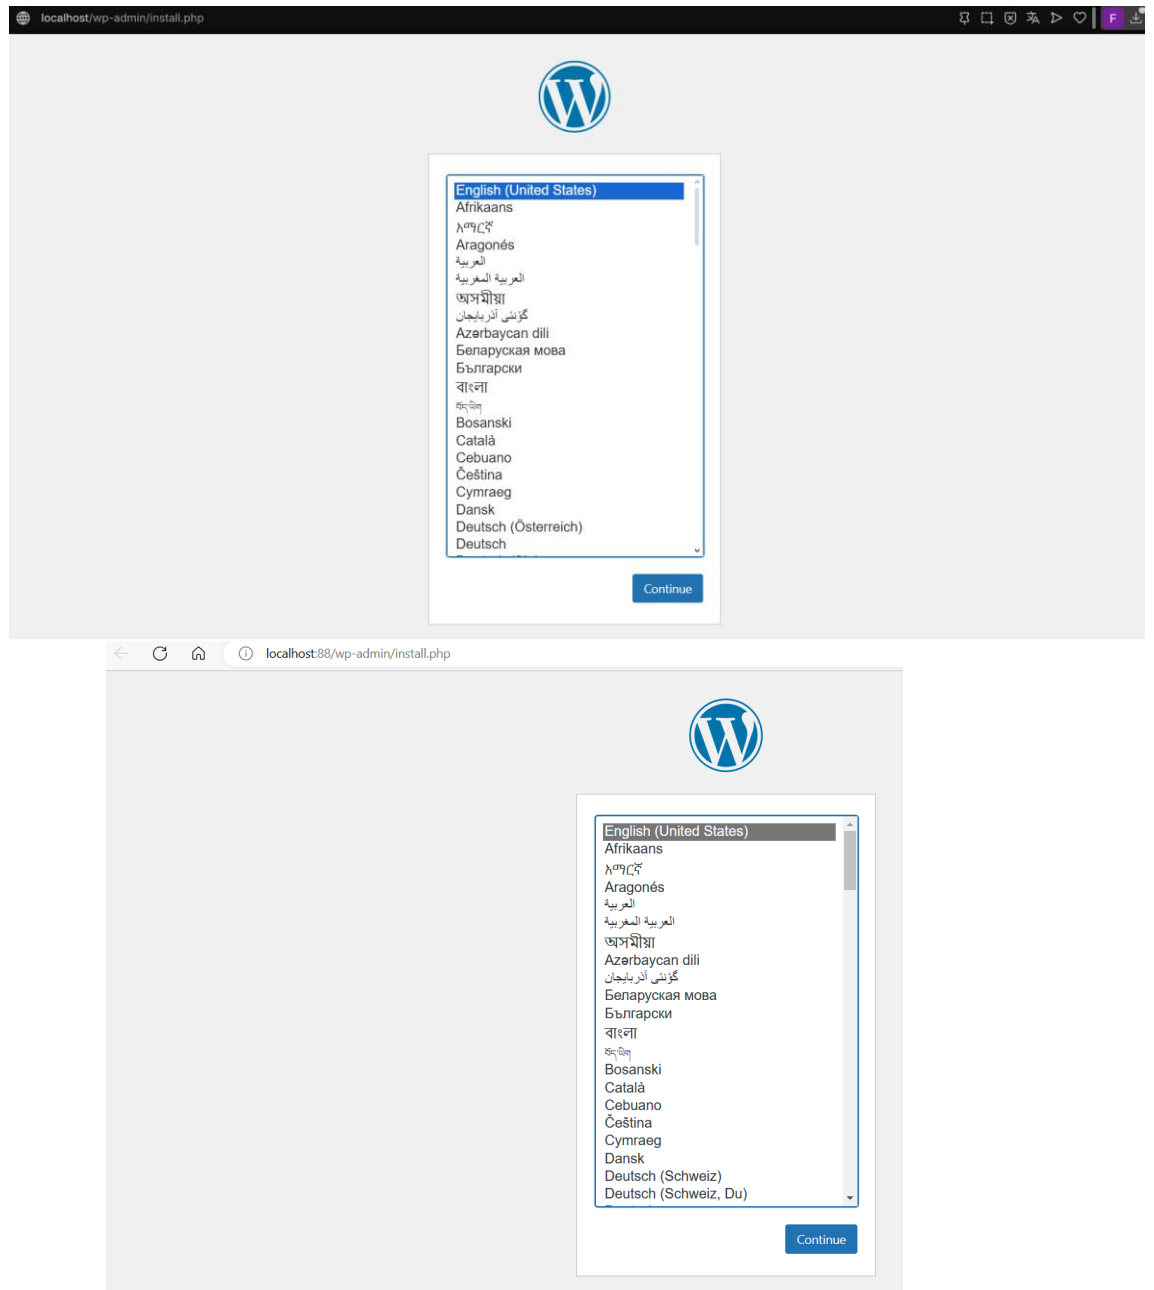 localhost/wp-admin/install.php
F
English (United States)
Afrikaans
አማርኛ
Aragonés
العربية
العربية المغربية
অসমীয়া
گؤنئی آذربایجان
Azərbaycan dili
Беларуская мова
Български
বাংলা
བོད་ཡིག
Bosanski
Català
Cebuano
Čeština
Cymraeg
Dansk
Deutsch (Österreich)
Deutsch
Continue
localhost:88/wp-admin/install.php
English (United States)
Afrikaans
አማርኛ
Aragonés
العربية
العربية المغربية
অসমীয়া
Azərbaycan dili
گؤنئی آذربایجان
Беларуская мова
Български
বাংলা
བོད་ཡིག
Bosanski
Català
Cebuano
Čeština
Cymraeg
Dansk
Deutsch (Schweiz)
Deutsch (Schweiz, Du)
Continue